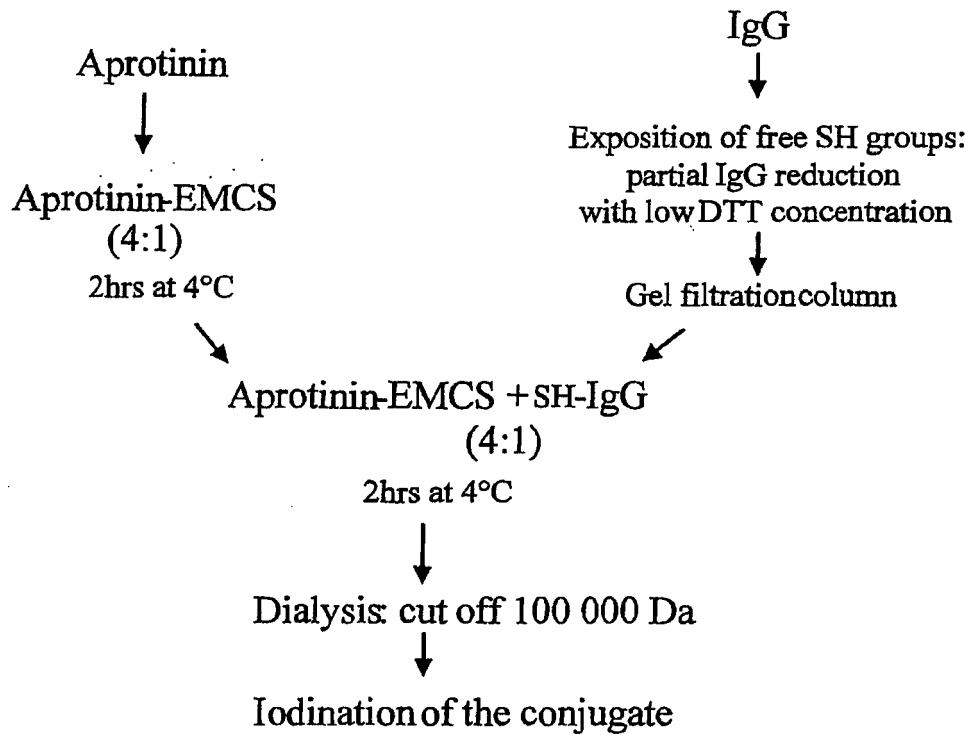 Aprotinin
Aprotinin-EMCS
(4:1)
2hrs at 4°C
IgG
Exposition of free SH groups:
partial IgG reduction
with low DTT concentration
Gel filtration column
Aprotinin-EMCS + SH-IgG
(4:1)
2hrs at 4°C
Dialysis: cut off 100 000 Da
Iodination of the conjugate